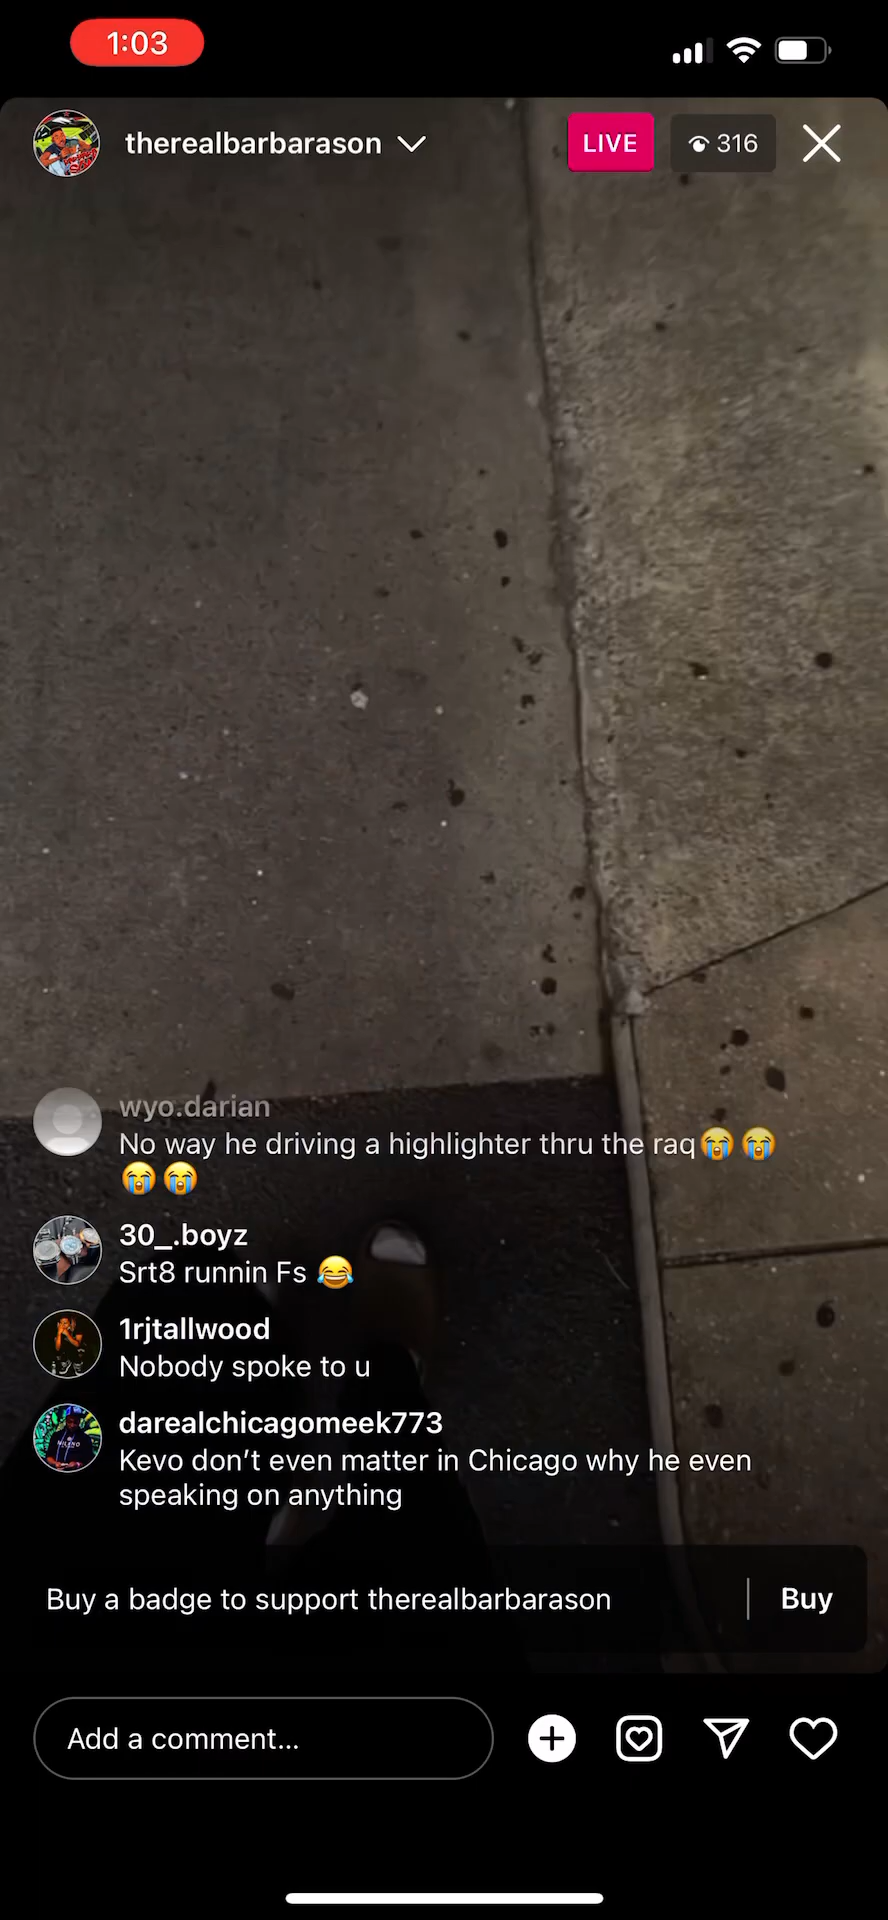 1:03
therealbarbarason
LIVE
316
wyo.darian
No way he driving a highlighter thru the raq😭😭
😭😭
30_.boyz
Srt8 runnin Fs 😂
1rjtallwood
Nobody spoke to u
darealchicagomeek773
Kevo don’t even matter in Chicago why he even
speaking on anything
Buy a badge to support therealbarbarason
Buy
Add a comment...